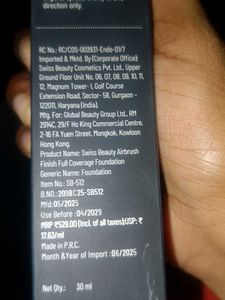 direction only.
RC No.: RC/COS-002931-Endo-01/7
Imported & Mktd. By (Corporate Office):
Swiss Beauty Cosmetics Pvt. Ltd.,
Upper Ground Floor Unit No. 06, 07, 08, 09, 10, 11,
12, Magnum Tower- I, Golf Course
Extension Road, Sector- 58, Gurgaon -
122011, Haryana (India).
Mfg. For: Global Beauty Group Ltd., RM
2914C, 29/F Ho King Commercial Centre,
2-16 FA Yuen Street, Mongkok, Kowloon
Hong Kong.
Product Name: Swiss Beauty Airbrush
Finish Full Coverage Foundation
Generic Name: Foundation
Item No.: SB-512
B.NO.: 2098C25-SB512
Mfd: 05/2025
Use Before : 04/2029
MRP ₹529.00 (Incl. of all taxes) USP: ₹
17.63/ml
Made in P.R.C.
Month & Year of Import : 06/2025
Net Qty.: 30 ml